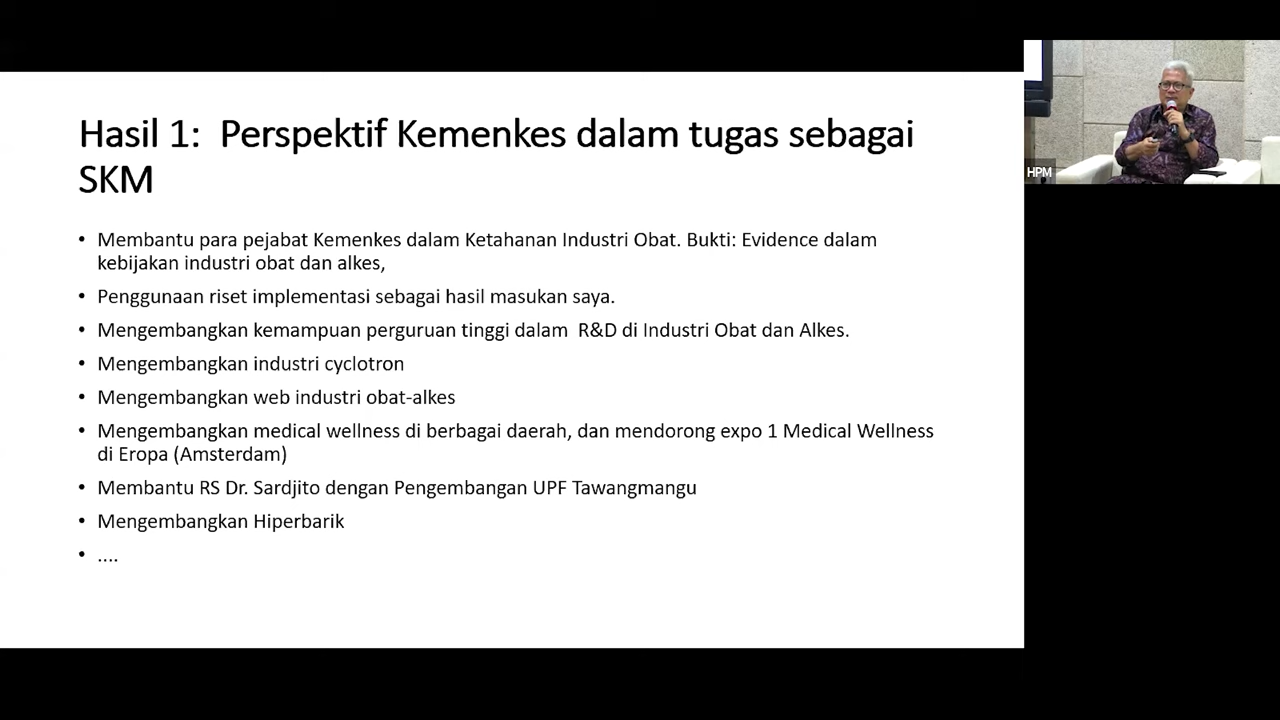 Hasil 1:  Perspektif Kemenkes dalam tugas sebagai
SKM
• Membantu para pejabat Kemenkes dalam Ketahanan Industri Obat. Bukti: Evidence dalam
kebijakan industri obat dan alkes,
• Penggunaan riset implementasi sebagai hasil masukan saya.
• Mengembangkan kemampuan perguruan tinggi dalam  R&D di Industri Obat dan Alkes.
• Mengembangkan industri cyclotron
• Mengembangkan web industri obat-alkes
• Mengembangkan medical wellness di berbagai daerah, dan mendorong expo 1 Medical Wellness
di Eropa (Amsterdam)
• Membantu RS Dr. Sardjito dengan Pengembangan UPF Tawangmangu
• Mengembangkan Hiperbarik
• ....
HPM